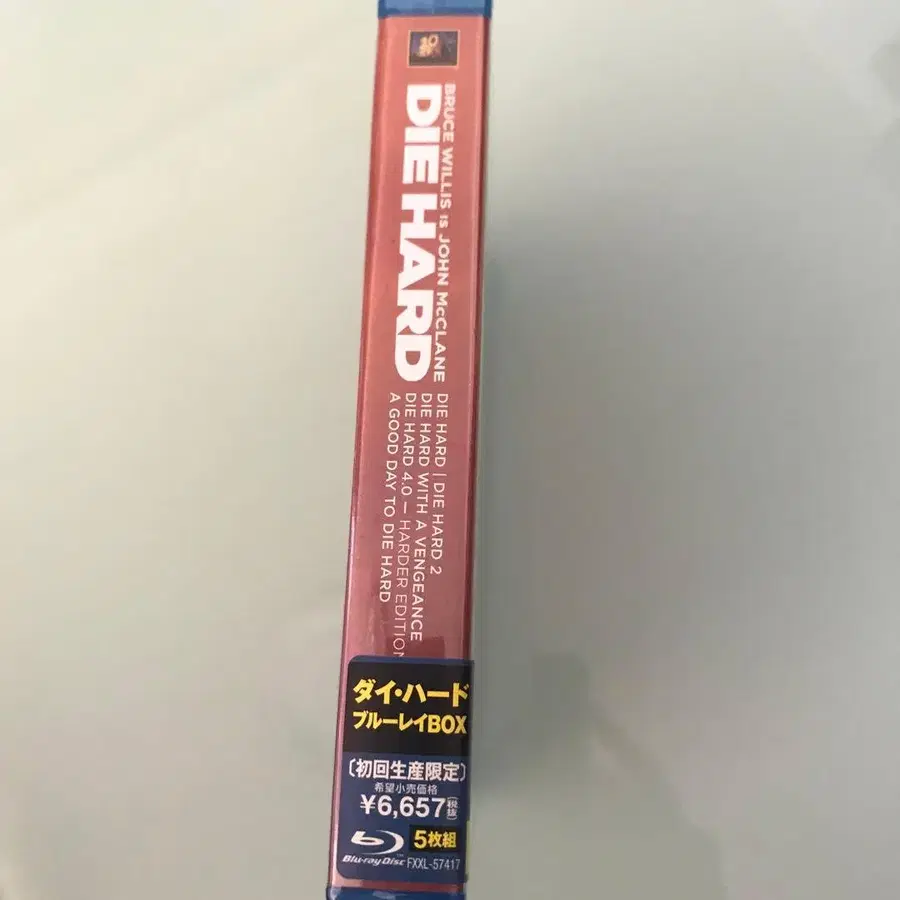 BRUCE WILLIS IS JOHN McCLANE
DIE HARD
DIE HARD | DIE HARD 2
DIE HARD WITH A VENGEANCE
DIE HARD 4.0 – HARDER EDITION
A GOOD DAY TO DIE HARD
ダイ・ハード
ブルーレイBOX
〔初回生産限定〕
希望小売価格
¥6,657〔税抜〕
5枚組
Blu-ray Disc FXXL-57417